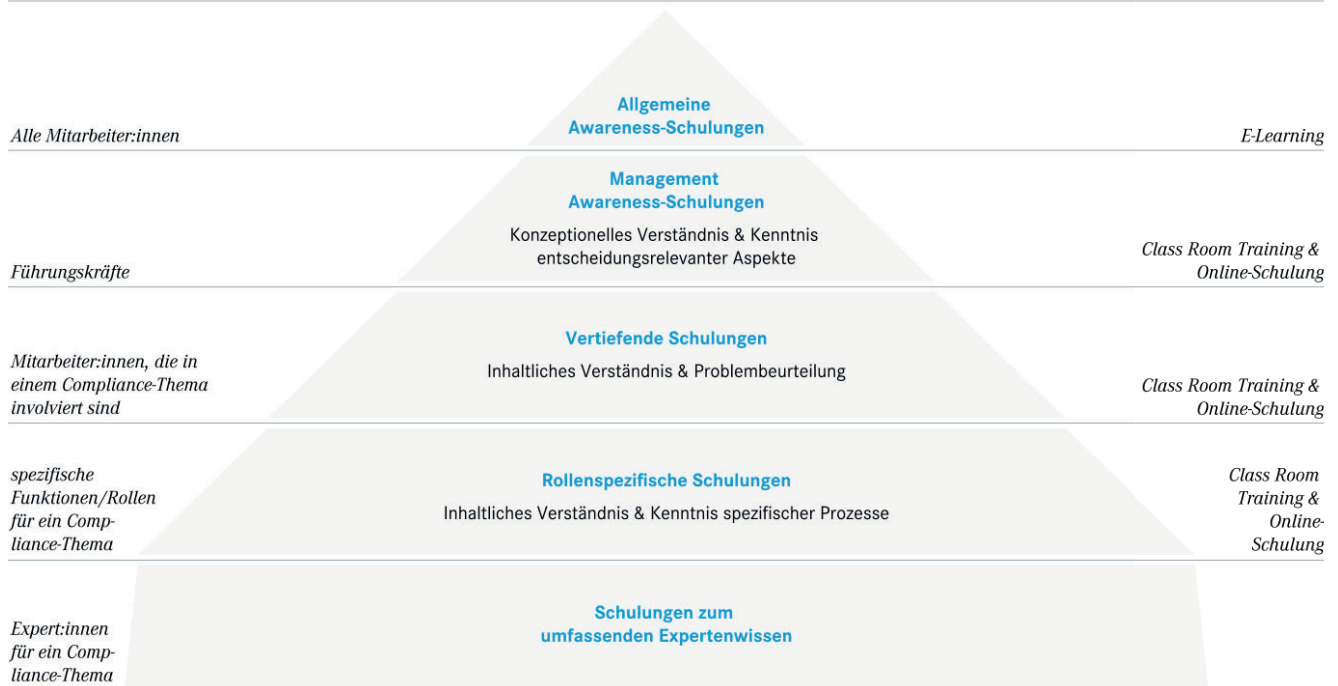 Allgemeine
Awareness-Schulungen
Alle Mitarbeiter:innen
E-Learning
Management
Awareness-Schulungen
Konzeptionelles Verständnis & Kenntnis
entscheidungsrelevanter Aspekte
Führungskräfte
Class Room Training &
Online-Schulung
Vertiefende Schulungen
Inhaltliches Verständnis & Problembeurteilung
Mitarbeiter:innen, die in
einem Compliance-Thema
involviert sind
Class Room Training &
Online-Schulung
Rollenspezifische Schulungen
Inhaltliches Verständnis & Kenntnis spezifischer Prozesse
spezifische
Funktionen/Rollen
für ein Comp-
liance-Thema
Class Room
Training &
Online-
Schulung
Schulungen zum
umfassenden Expertenwissen
Expert:innen
für ein Comp-
liance-Thema